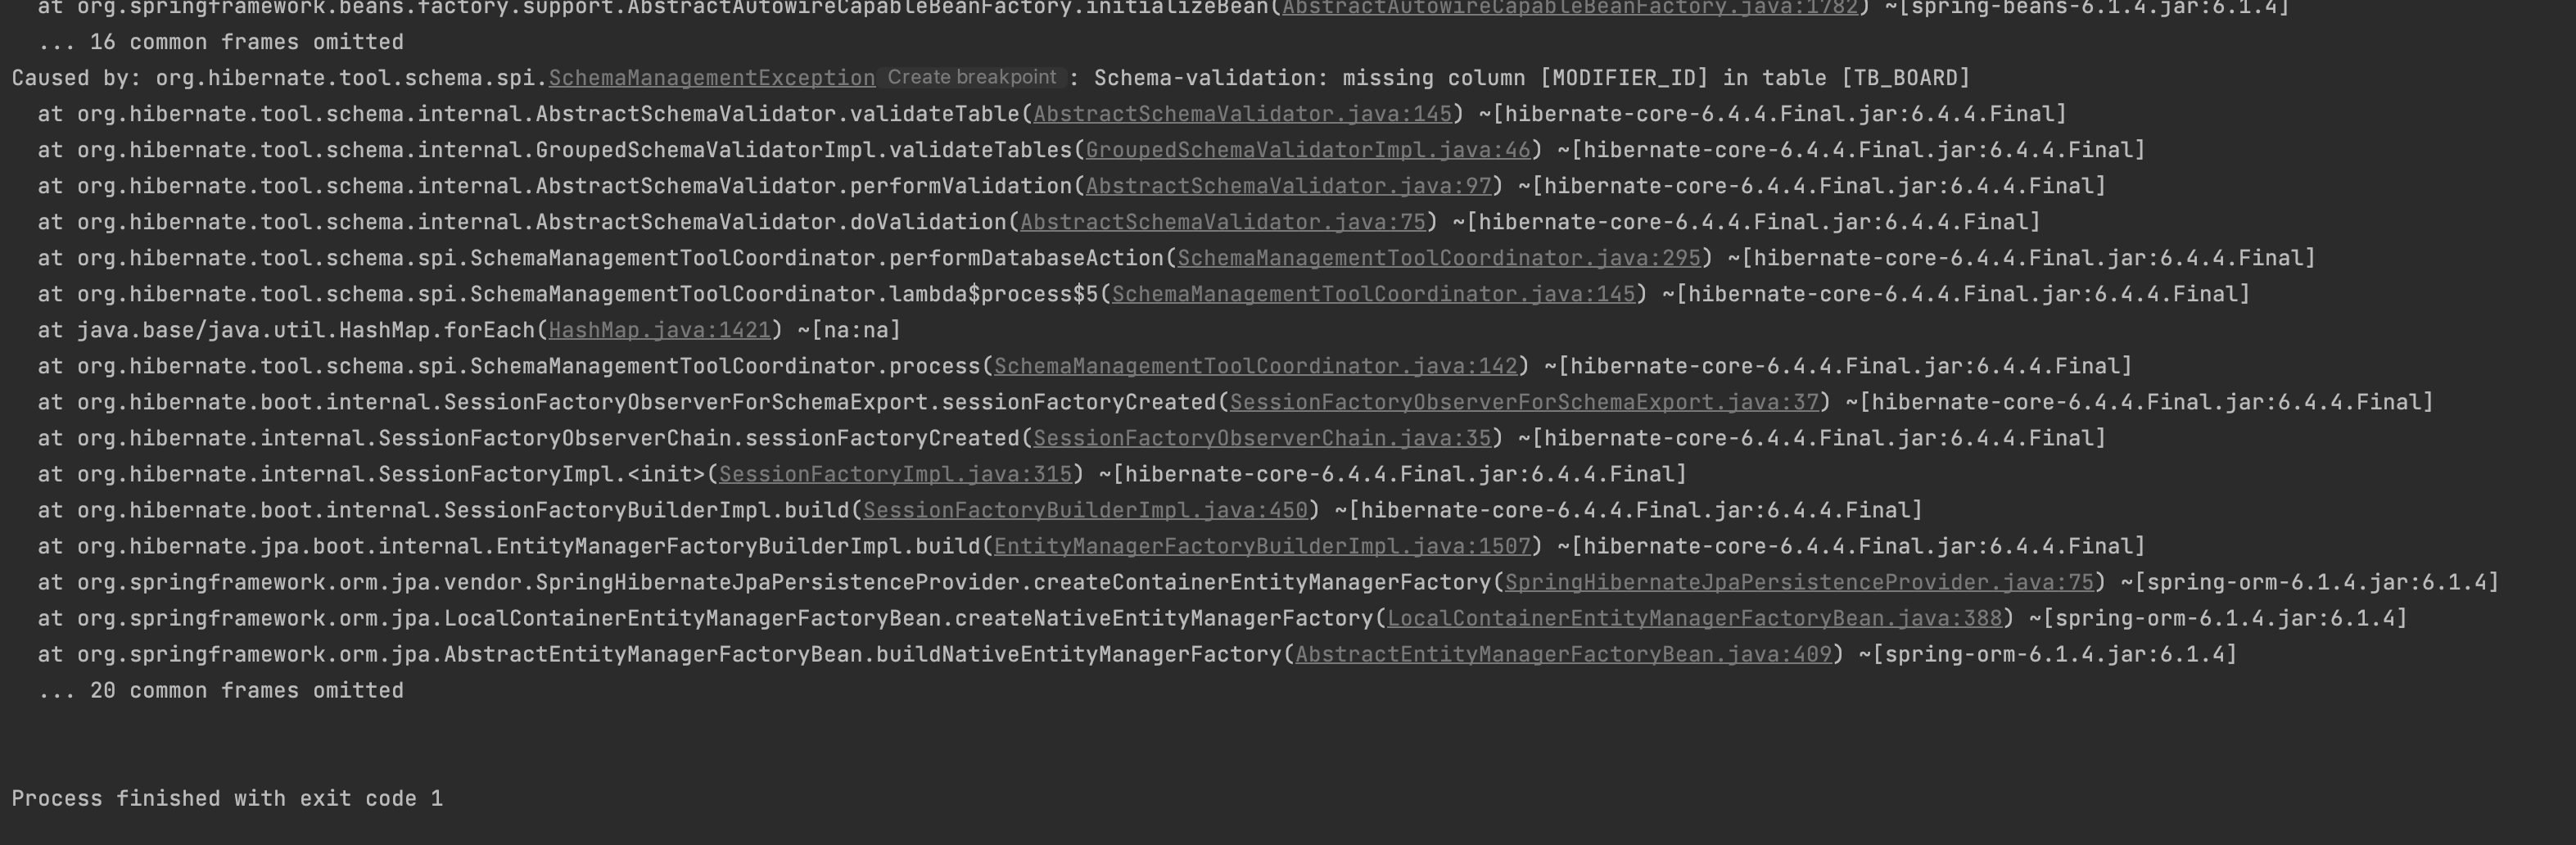 at org.springframework.beans.factory.support.AbstractAutowireCapableBeanFactory.initializeBean(AbstractAutowireCapableBeanFactory.java:1782) ~[spring-beans-6.1.4.jar:6.1.4]
... 16 common frames omitted
Caused by: org.hibernate.tool.schema.spi.SchemaManagementException Create breakpoint : Schema-validation: missing column [MODIFIER_ID] in table [TB_BOARD]
at org.hibernate.tool.schema.internal.AbstractSchemaValidator.validateTable(AbstractSchemaValidator.java:145) ~[hibernate-core-6.4.4.Final.jar:6.4.4.Final]
at org.hibernate.tool.schema.internal.GroupedSchemaValidatorImpl.validateTables(GroupedSchemaValidatorImpl.java:46) ~[hibernate-core-6.4.4.Final.jar:6.4.4.Final]
at org.hibernate.tool.schema.internal.AbstractSchemaValidator.performValidation(AbstractSchemaValidator.java:97) ~[hibernate-core-6.4.4.Final.jar:6.4.4.Final]
at org.hibernate.tool.schema.internal.AbstractSchemaValidator.doValidation(AbstractSchemaValidator.java:75) ~[hibernate-core-6.4.4.Final.jar:6.4.4.Final]
at org.hibernate.tool.schema.spi.SchemaManagementToolCoordinator.performDatabaseAction(SchemaManagementToolCoordinator.java:295) ~[hibernate-core-6.4.4.Final.jar:6.4.4.Final]
at org.hibernate.tool.schema.spi.SchemaManagementToolCoordinator.lambda$process$5(SchemaManagementToolCoordinator.java:145) ~[hibernate-core-6.4.4.Final.jar:6.4.4.Final]
at java.base/java.util.HashMap.forEach(HashMap.java:1421) ~[na:na]
at org.hibernate.tool.schema.spi.SchemaManagementToolCoordinator.process(SchemaManagementToolCoordinator.java:142) ~[hibernate-core-6.4.4.Final.jar:6.4.4.Final]
at org.hibernate.boot.internal.SessionFactoryObserverForSchemaExport.sessionFactoryCreated(SessionFactoryObserverForSchemaExport.java:37) ~[hibernate-core-6.4.4.Final.jar:6.4.4.Final]
at org.hibernate.internal.SessionFactoryObserverChain.sessionFactoryCreated(SessionFactoryObserverChain.java:35) ~[hibernate-core-6.4.4.Final.jar:6.4.4.Final]
at org.hibernate.internal.SessionFactoryImpl.<init>(SessionFactoryImpl.java:315) ~[hibernate-core-6.4.4.Final.jar:6.4.4.Final]
at org.hibernate.boot.internal.SessionFactoryBuilderImpl.build(SessionFactoryBuilderImpl.java:450) ~[hibernate-core-6.4.4.Final.jar:6.4.4.Final]
at org.hibernate.jpa.boot.internal.EntityManagerFactoryBuilderImpl.build(EntityManagerFactoryBuilderImpl.java:1507) ~[hibernate-core-6.4.4.Final.jar:6.4.4.Final]
at org.springframework.orm.jpa.vendor.SpringHibernateJpaPersistenceProvider.createContainerEntityManagerFactory(SpringHibernateJpaPersistenceProvider.java:75) ~[spring-orm-6.1.4.jar:6.1.4]
at org.springframework.orm.jpa.LocalContainerEntityManagerFactoryBean.createNativeEntityManagerFactory(LocalContainerEntityManagerFactoryBean.java:388) ~[spring-orm-6.1.4.jar:6.1.4]
at org.springframework.orm.jpa.AbstractEntityManagerFactoryBean.buildNativeEntityManagerFactory(AbstractEntityManagerFactoryBean.java:409) ~[spring-orm-6.1.4.jar:6.1.4]
... 20 common frames omitted
Process finished with exit code 1